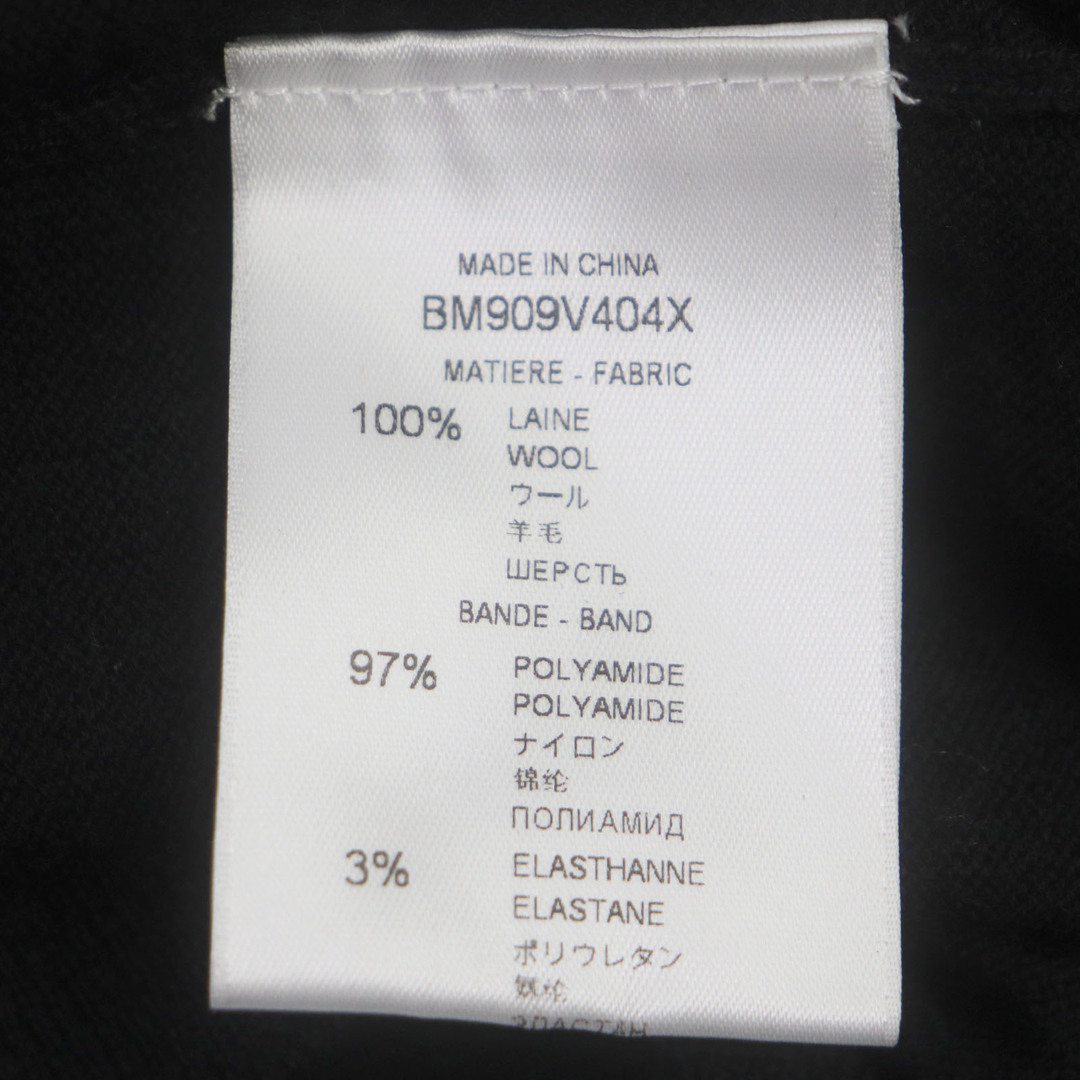 MADE IN CHINA
BM909V404X
MATIERE - FABRIC
100% LAINE
WOOL
ウール
羊毛
ШЕРСТЬ
BANDE - BAND
97% POLYAMIDE
POLYAMIDE
ナイロン
锦纶
ПОЛИАМИД
3% ELASTHANNE
ELASTANE
ポリウレタン
氨纶